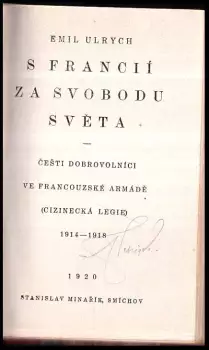 EMIL ULRYCH
S FRANCIÍ
ZA SVOBODU
SVĚTA
—
ČEŠTI DOBROVOLNÍCI
VE FRANCOUZSKÉ ARMÁDĚ
(CIZINECKÁ LEGIE)
1914—1918
1920
STANISLAV MINAŘÍK, SMÍCHOV